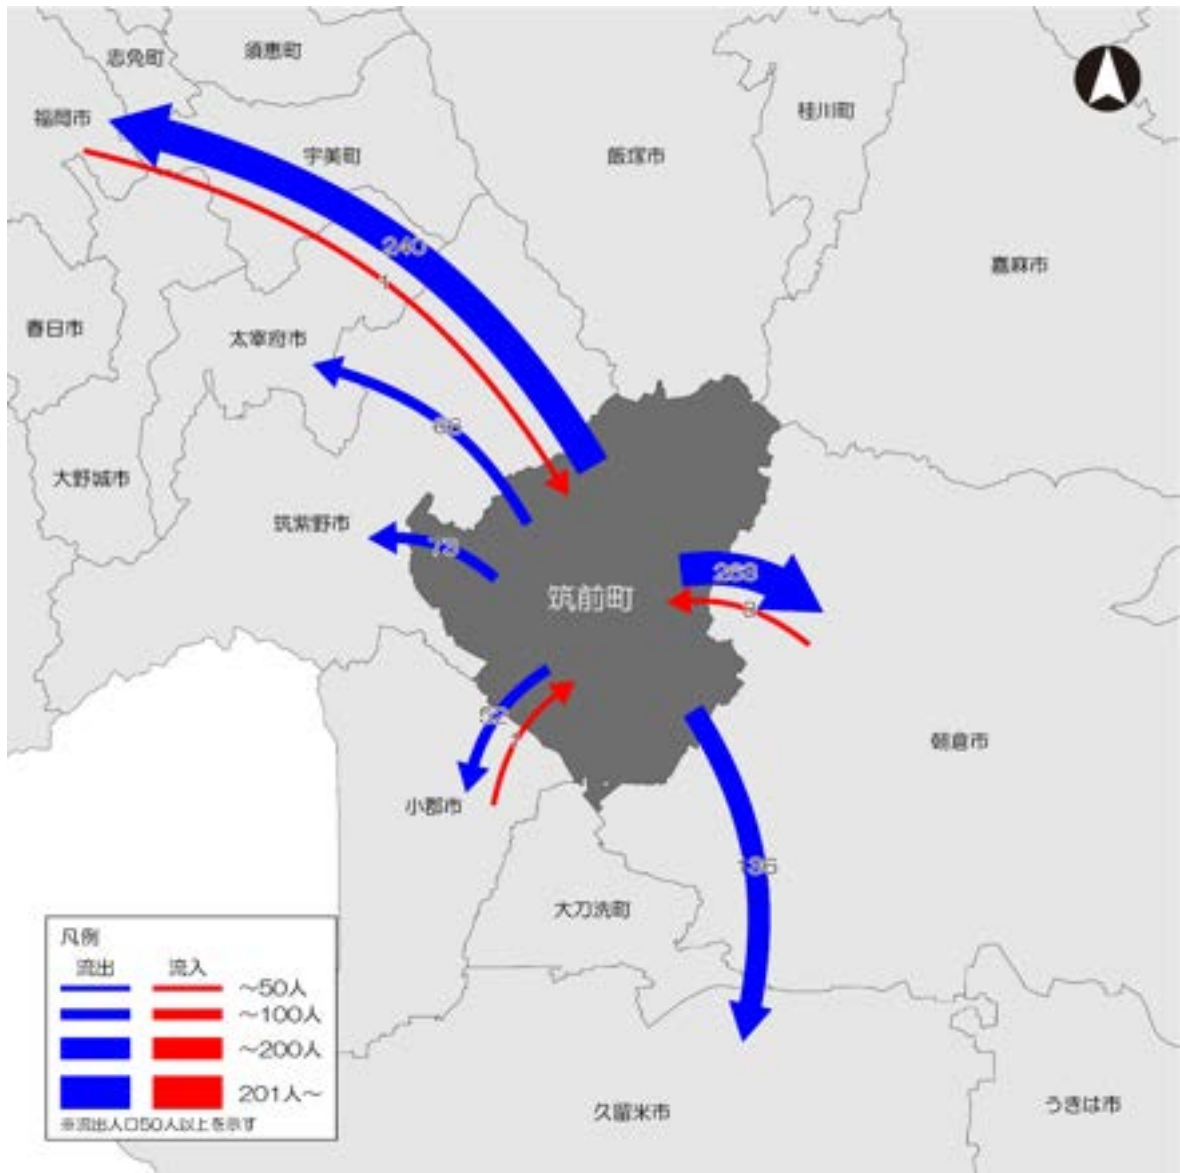 志免町
須恵町
福岡市
宇美町
飯塚市
桂川町
嘉麻市
240
1
春日市
太宰府市
大野城市
筑紫野市
73
筑前町
263
朝倉市
小郡市
136
大刀洗町
久留米市
うきは市
凡例
流出 流入
～50人
～100人
～200人
201人～
※流出人口50人以上を示す